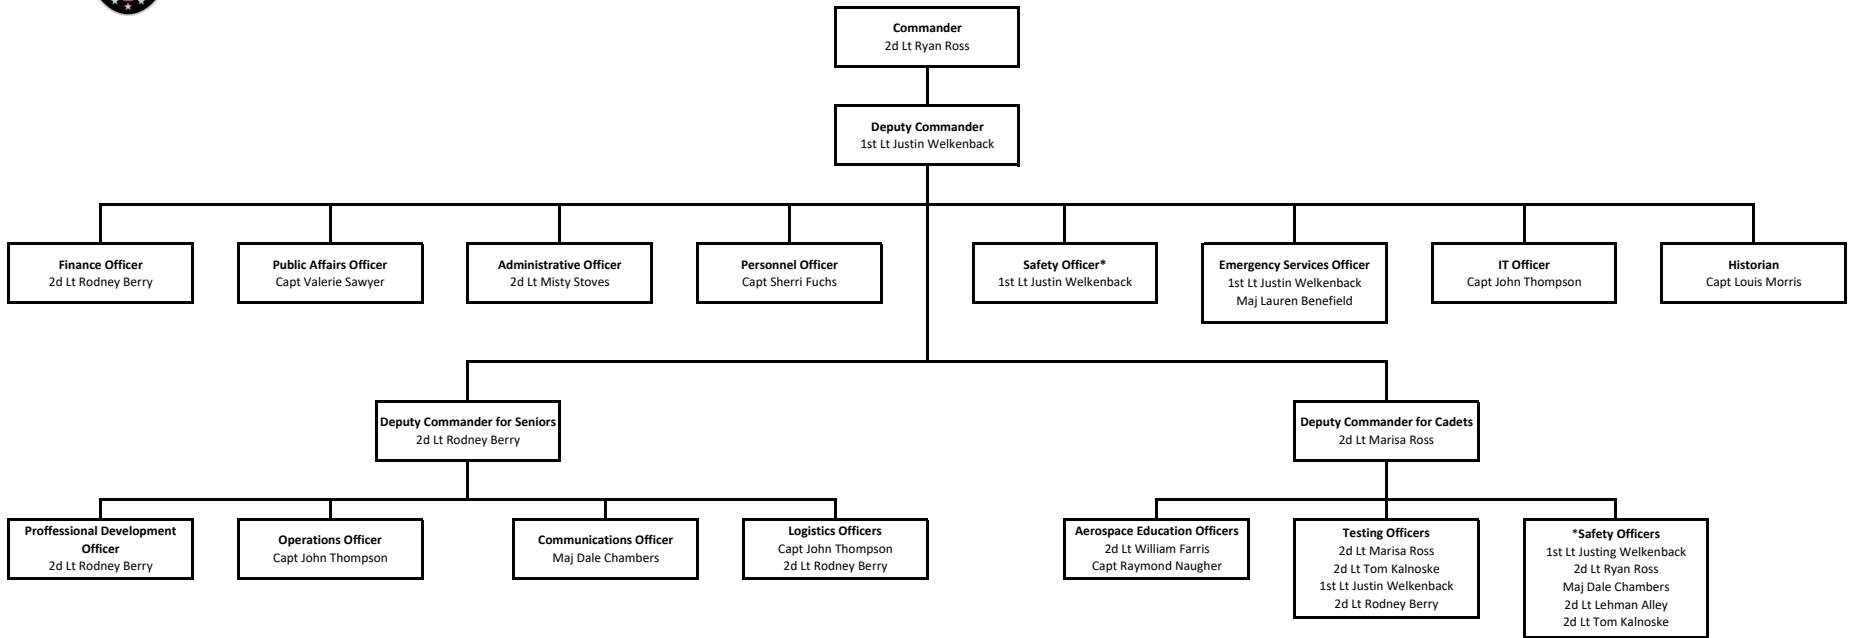 Commander
2d Lt Ryan Ross
Deputy Commander
1st Lt Justin Welkenback
Finance Officer
2d Lt Rodney Berry
Public Affairs Officer
Capt Valerie Sawyer
Administrative Officer
2d Lt Misty Stoves
Personnel Officer
Capt Sherri Fuchs
Safety Officer*
1st Lt Justin Welkenback
Emergency Services Officer
1st Lt Justin Welkenback
Maj Lauren Benefield
IT Officer
Capt John Thompson
Historian
Capt Louis Morris
Deputy Commander for Seniors
2d Lt Rodney Berry
Deputy Commander for Cadets
2d Lt Marisa Ross
Proffessional Development
Officer
2d Lt Rodney Berry
Operations Officer
Capt John Thompson
Communications Officer
Maj Dale Chambers
Logistics Officers
Capt John Thompson
2d Lt Rodney Berry
Aerospace Education Officers
2d Lt William Farris
Capt Raymond Naugher
Testing Officers
2d Lt Marisa Ross
2d Lt Tom Kalnoske
1st Lt Justin Welkenback
2d Lt Rodney Berry
*Safety Officers
1st Lt Justing Welkenback
2d Lt Ryan Ross
Maj Dale Chambers
2d Lt Lehman Alley
2d Lt Tom Kalnoske